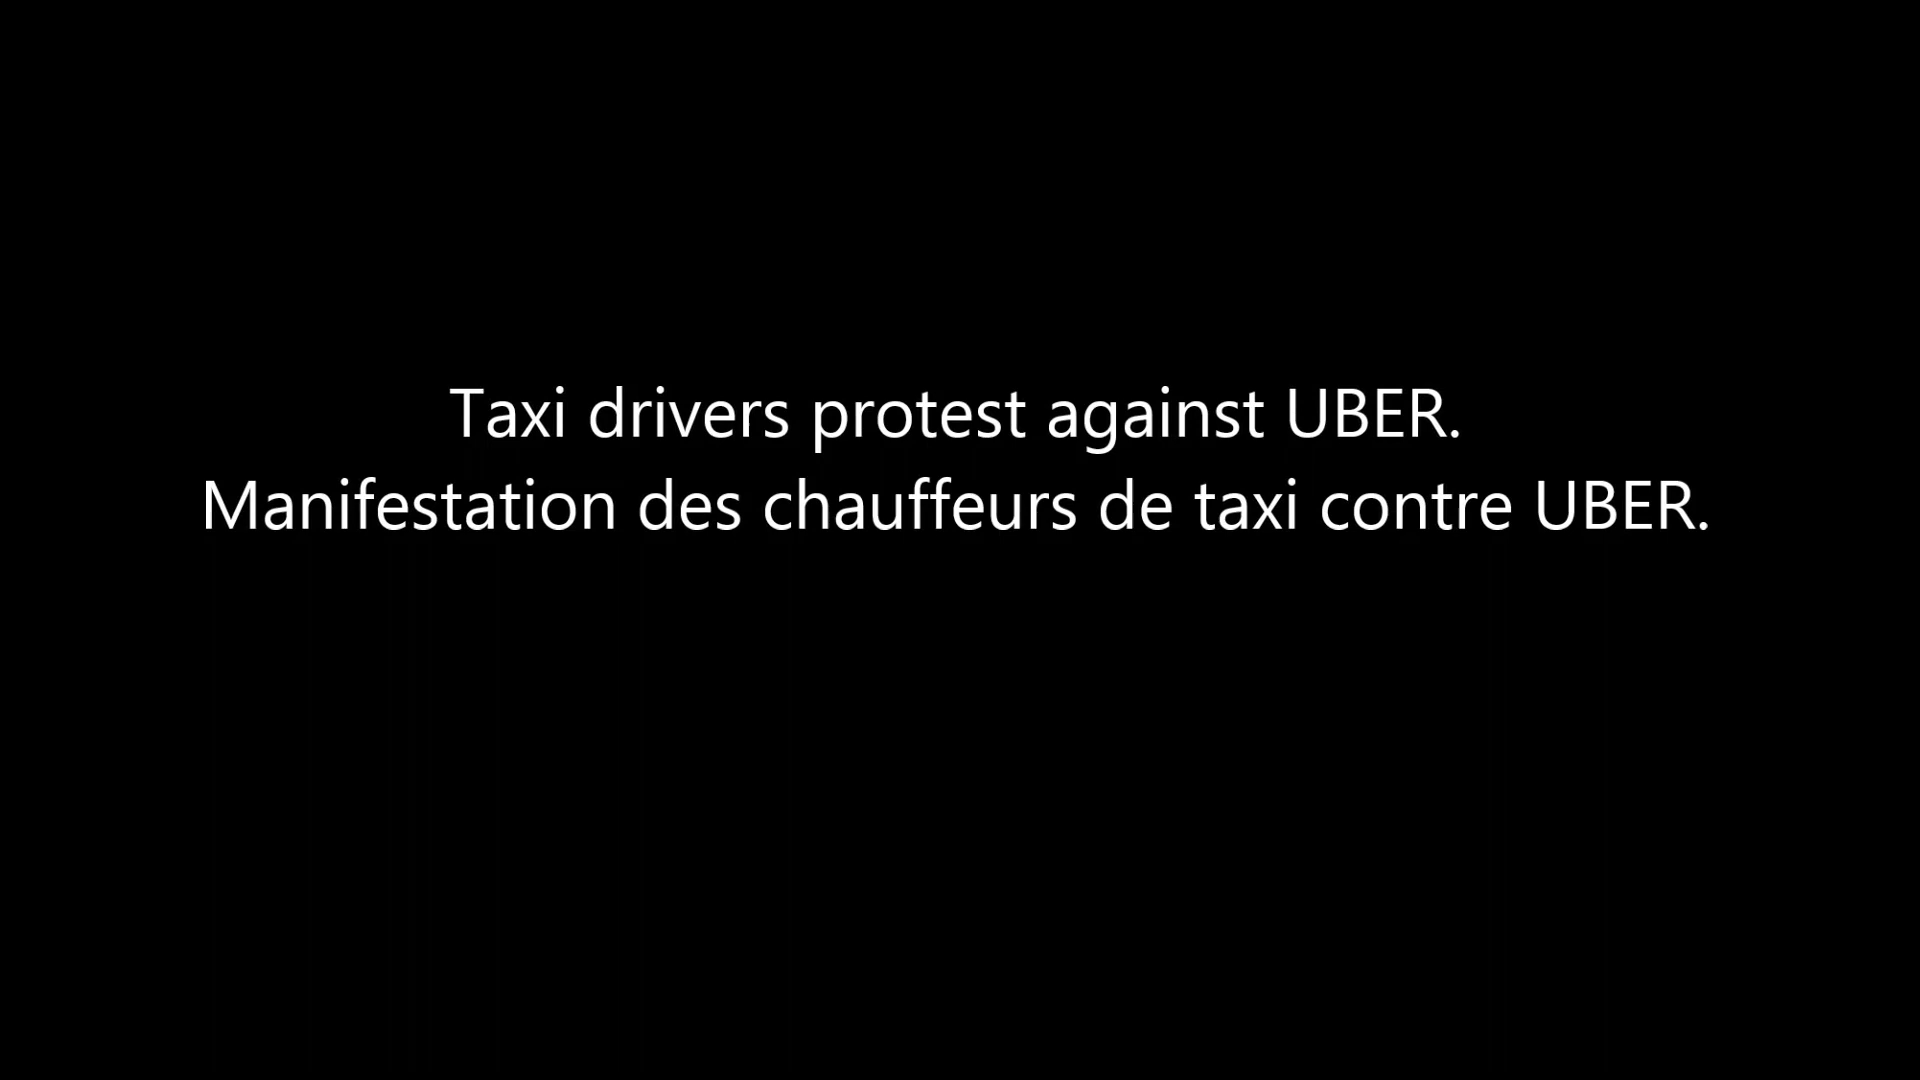 Taxi drivers protest against UBER.
Manifestation des chauffeurs de taxi contre UBER.